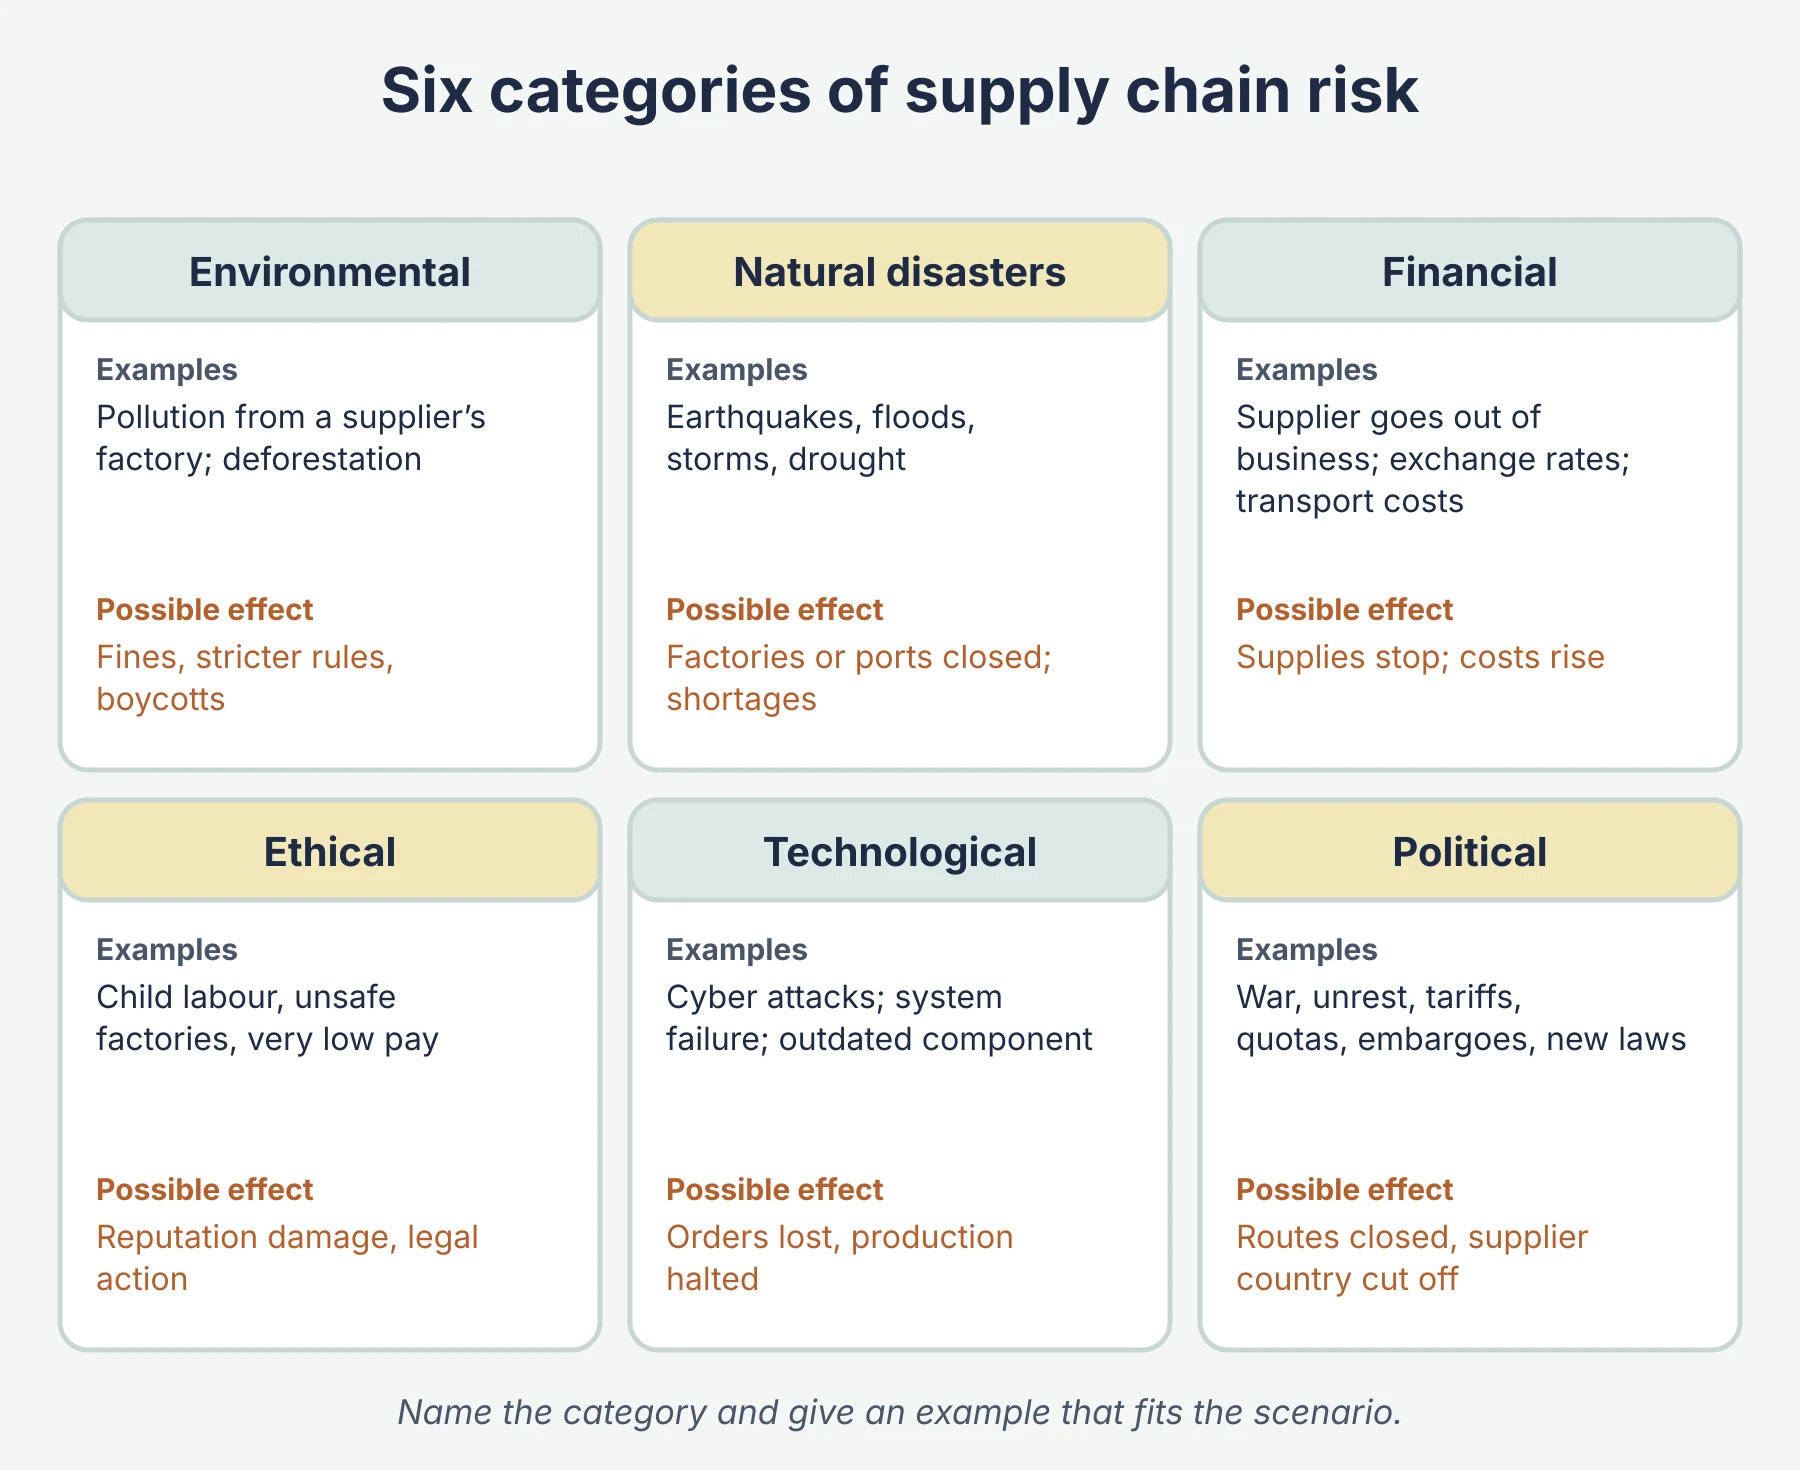 Six categories of supply chain risk
Environmental
Examples
Pollution from a supplier’s
factory; deforestation
Possible effect
Fines, stricter rules,
boycotts
Natural disasters
Examples
Earthquakes, floods,
storms, drought
Possible effect
Factories or ports closed;
shortages
Financial
Examples
Supplier goes out of
business; exchange rates;
transport costs
Possible effect
Supplies stop; costs rise
Ethical
Examples
Child labour, unsafe
factories, very low pay
Possible effect
Reputation damage, legal
action
Technological
Examples
Cyber attacks; system
failure; outdated component
Possible effect
Orders lost, production
halted
Political
Examples
War, unrest, tariffs,
quotas, embargoes, new laws
Possible effect
Routes closed, supplier
country cut off
Name the category and give an example that fits the scenario.